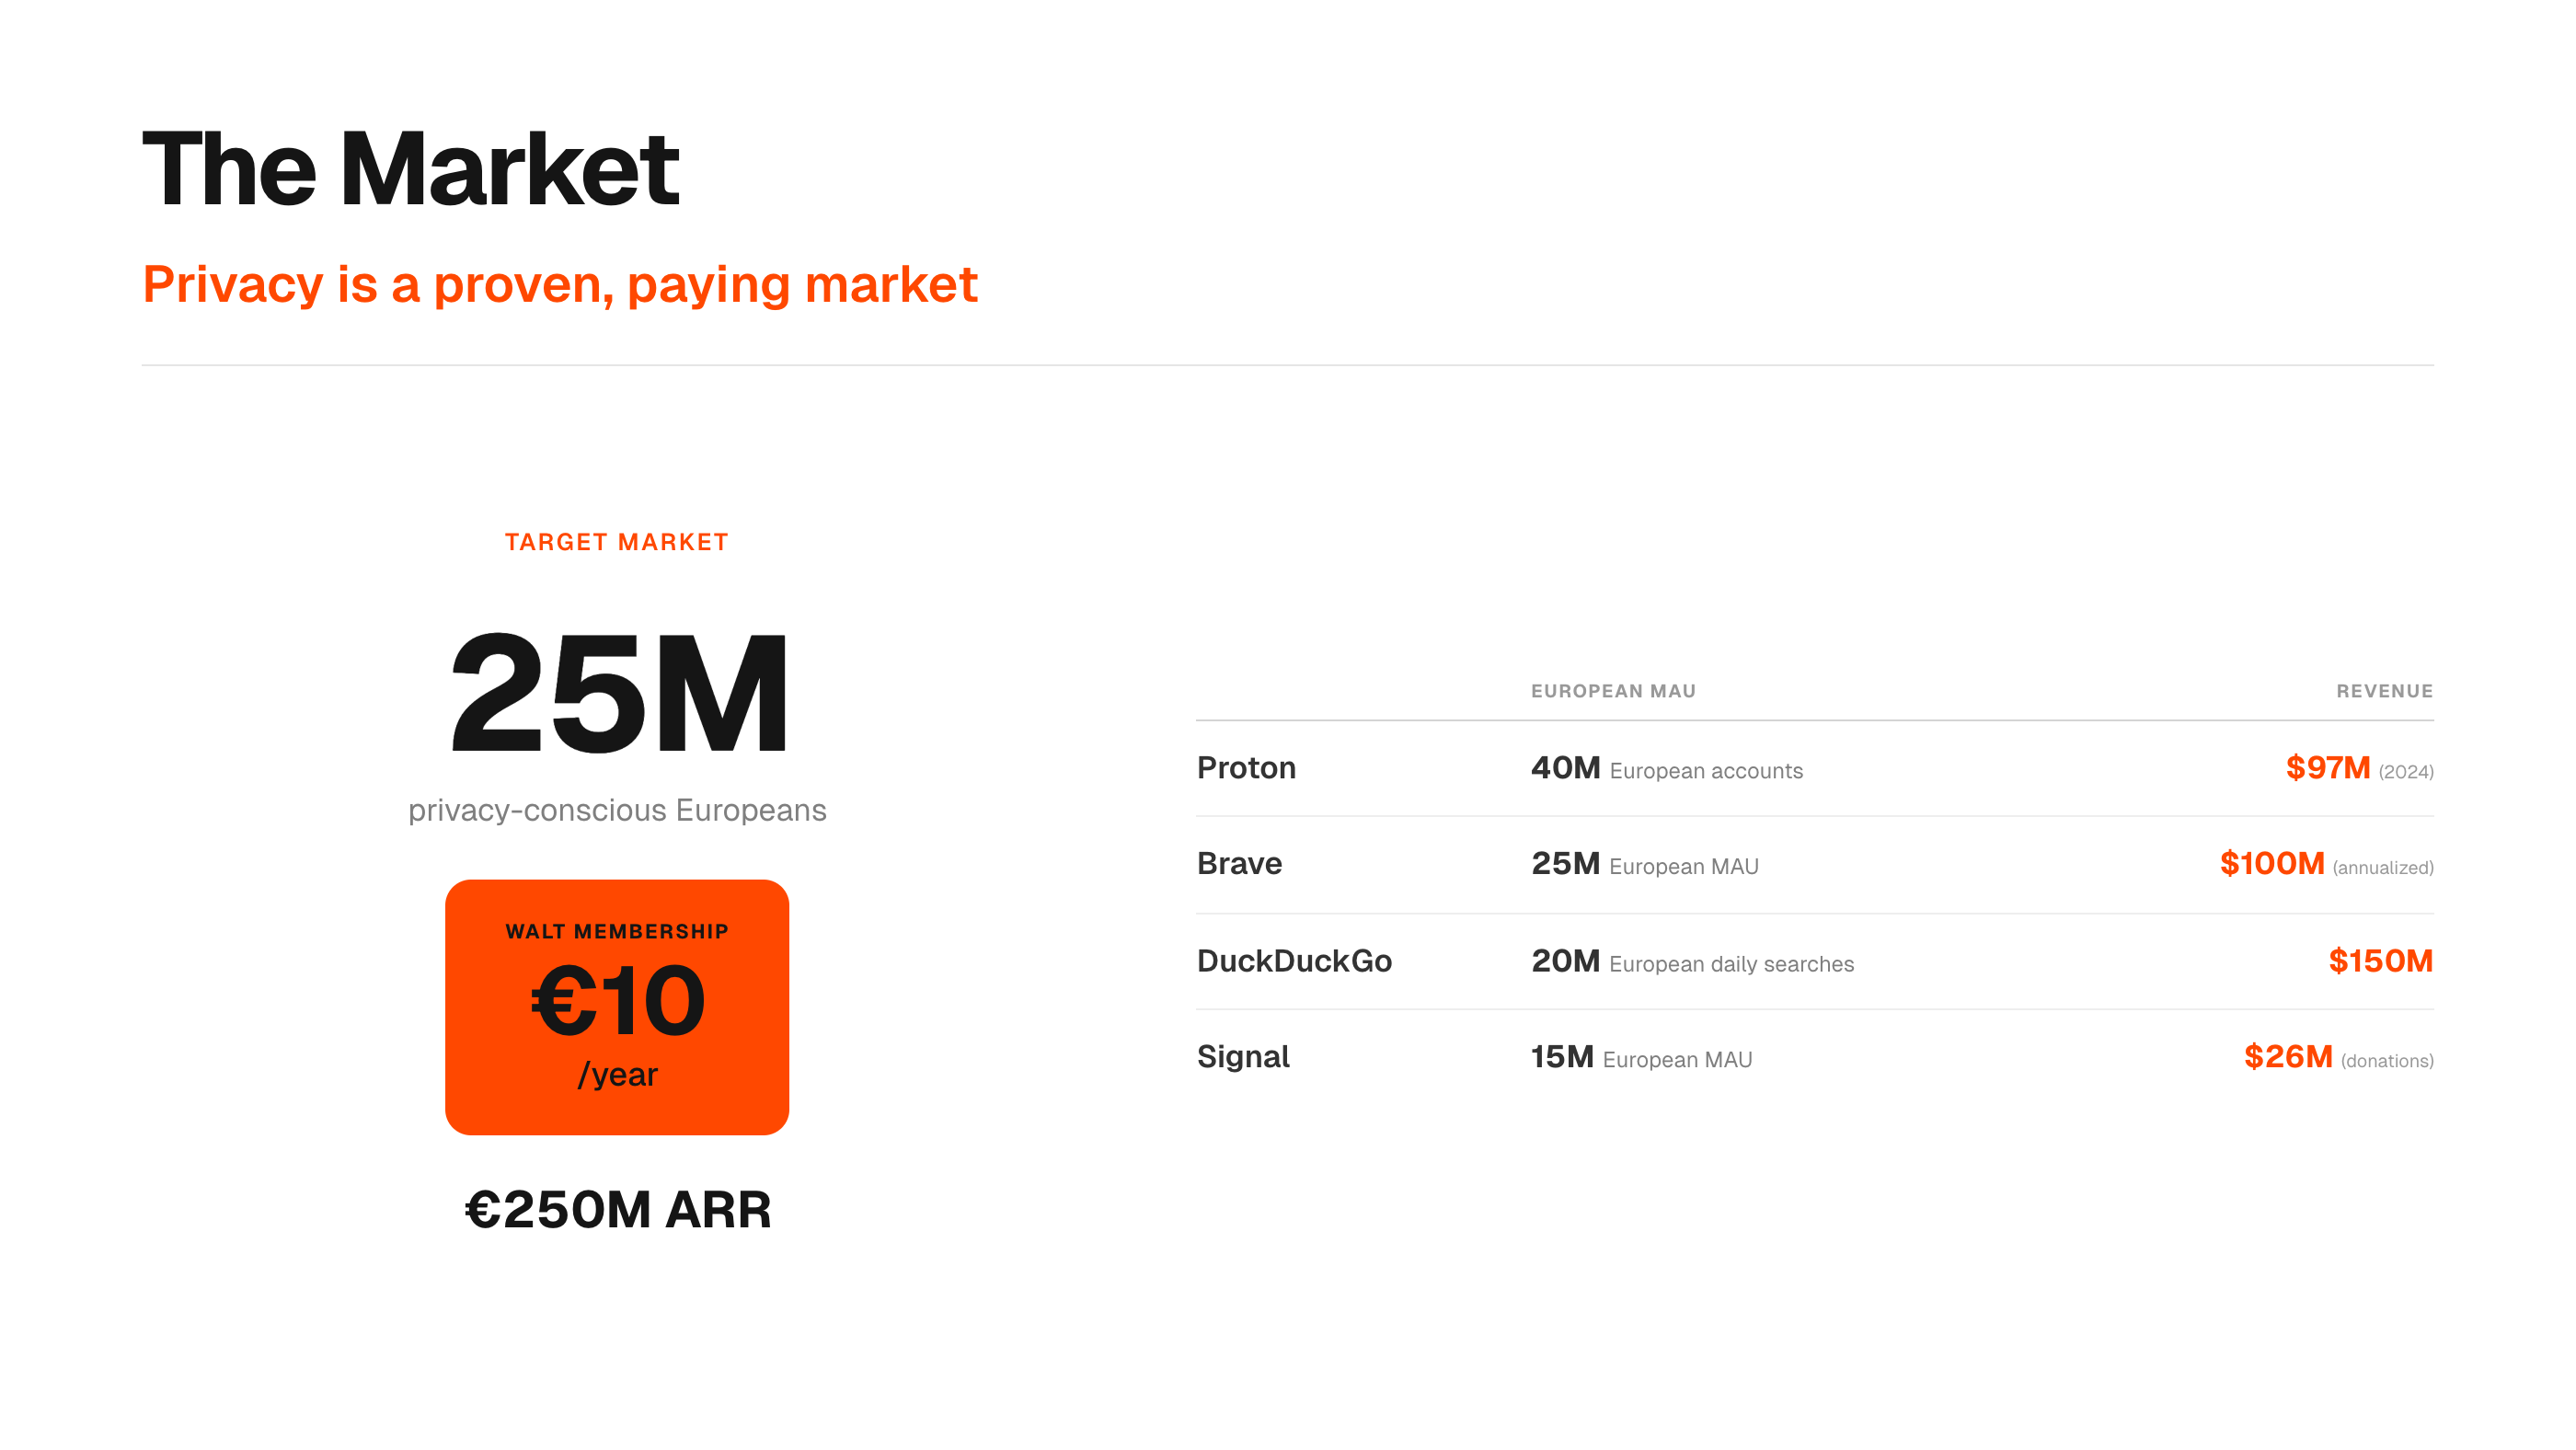 The Market
Privacy is a proven, paying market
TARGET MARKET
25M
privacy-conscious Europeans
WALT MEMBERSHIP
€10
/year
€250M ARR
EUROPEAN MAU REVENUE
Proton 40M European accounts $97M (2024)
Brave 25M European MAU $100M (annualized)
DuckDuckGo 20M European daily searches $150M
Signal 15M European MAU $26M (donations)